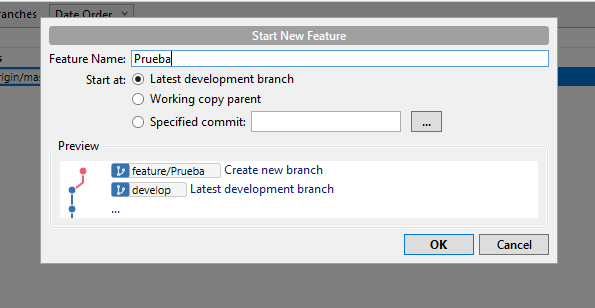 ranches Date Order
Start New Feature
Feature Name: Prueba
s
rigin/mas
Start at: Latest development branch
Working copy parent
Specified commit: ...
Preview
feature/Prueba Create new branch
develop Latest development branch
...
OK Cancel